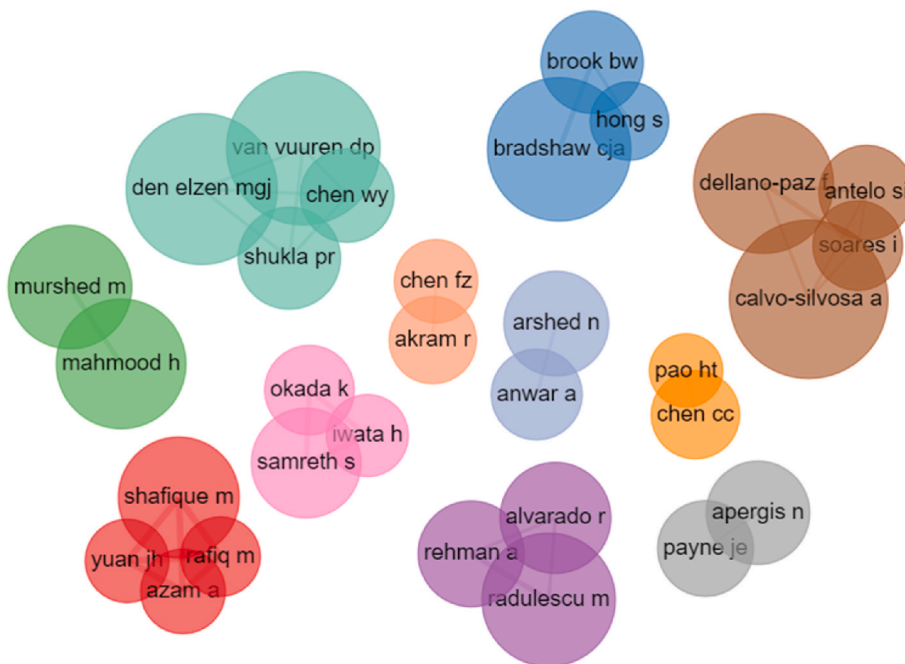 brook bw
hong s
bradshaw cja
van vuuren dp
den elzen mgj
chen wy
shukla pr
dellano-paz f
antelo si
soares i
calvo-silvosa a
murshed m
mahmood h
chen fz
akram r
arshed n
anwar a
pao ht
chen cc
okada k
iwata h
samreth s
shafique m
yuan jh
rafiq m
azam a
alvarado r
rehman a
radulescu m
apergis n
payne je